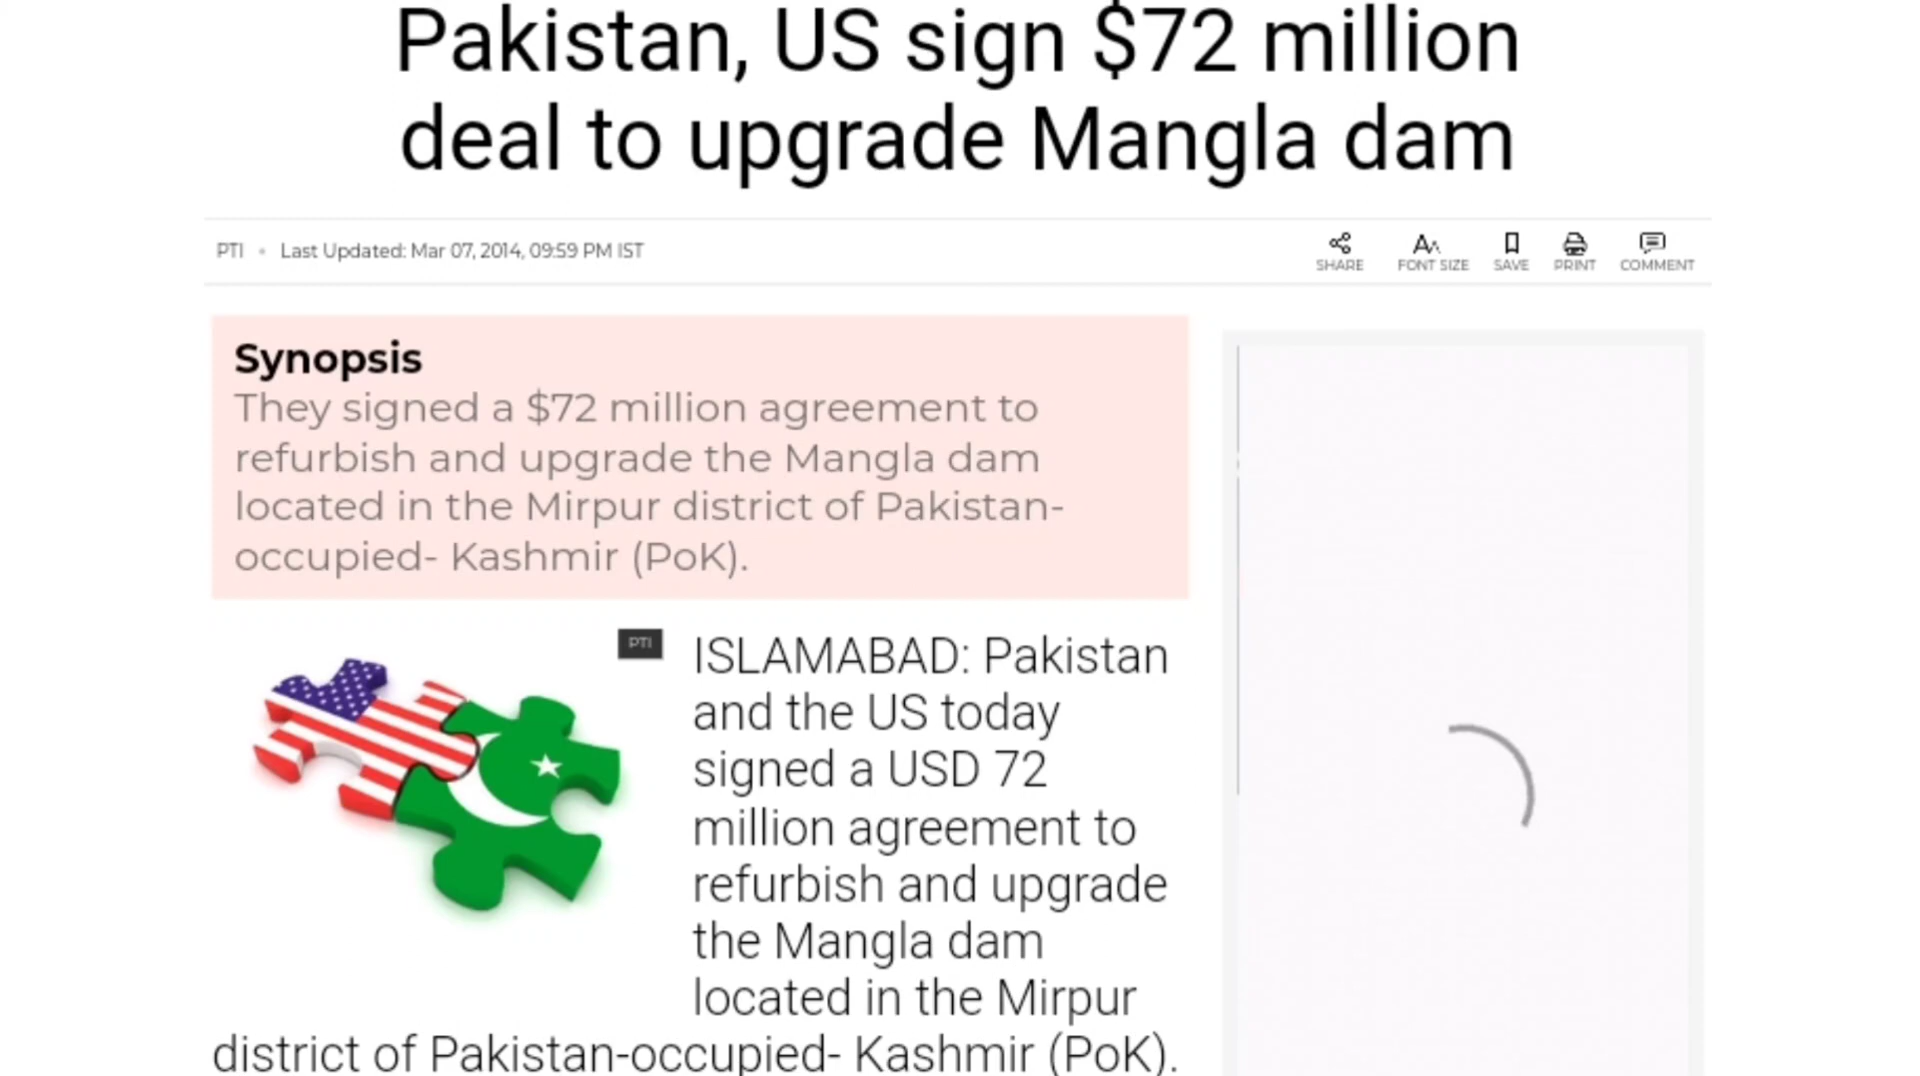 Pakistan, US sign $72 million
deal to upgrade Mangla dam
PTI • Last Updated: Mar 07, 2014, 09:59 PM IST
SHARE
FONT SIZE
SAVE
PRINT
COMMENT
Synopsis
They signed a $72 million agreement to
refurbish and upgrade the Mangla dam
located in the Mirpur district of Pakistan-
occupied- Kashmir (PoK).
PTI
ISLAMABAD: Pakistan
and the US today
signed a USD 72
million agreement to
refurbish and upgrade
the Mangla dam
located in the Mirpur
district of Pakistan-occupied- Kashmir (PoK).